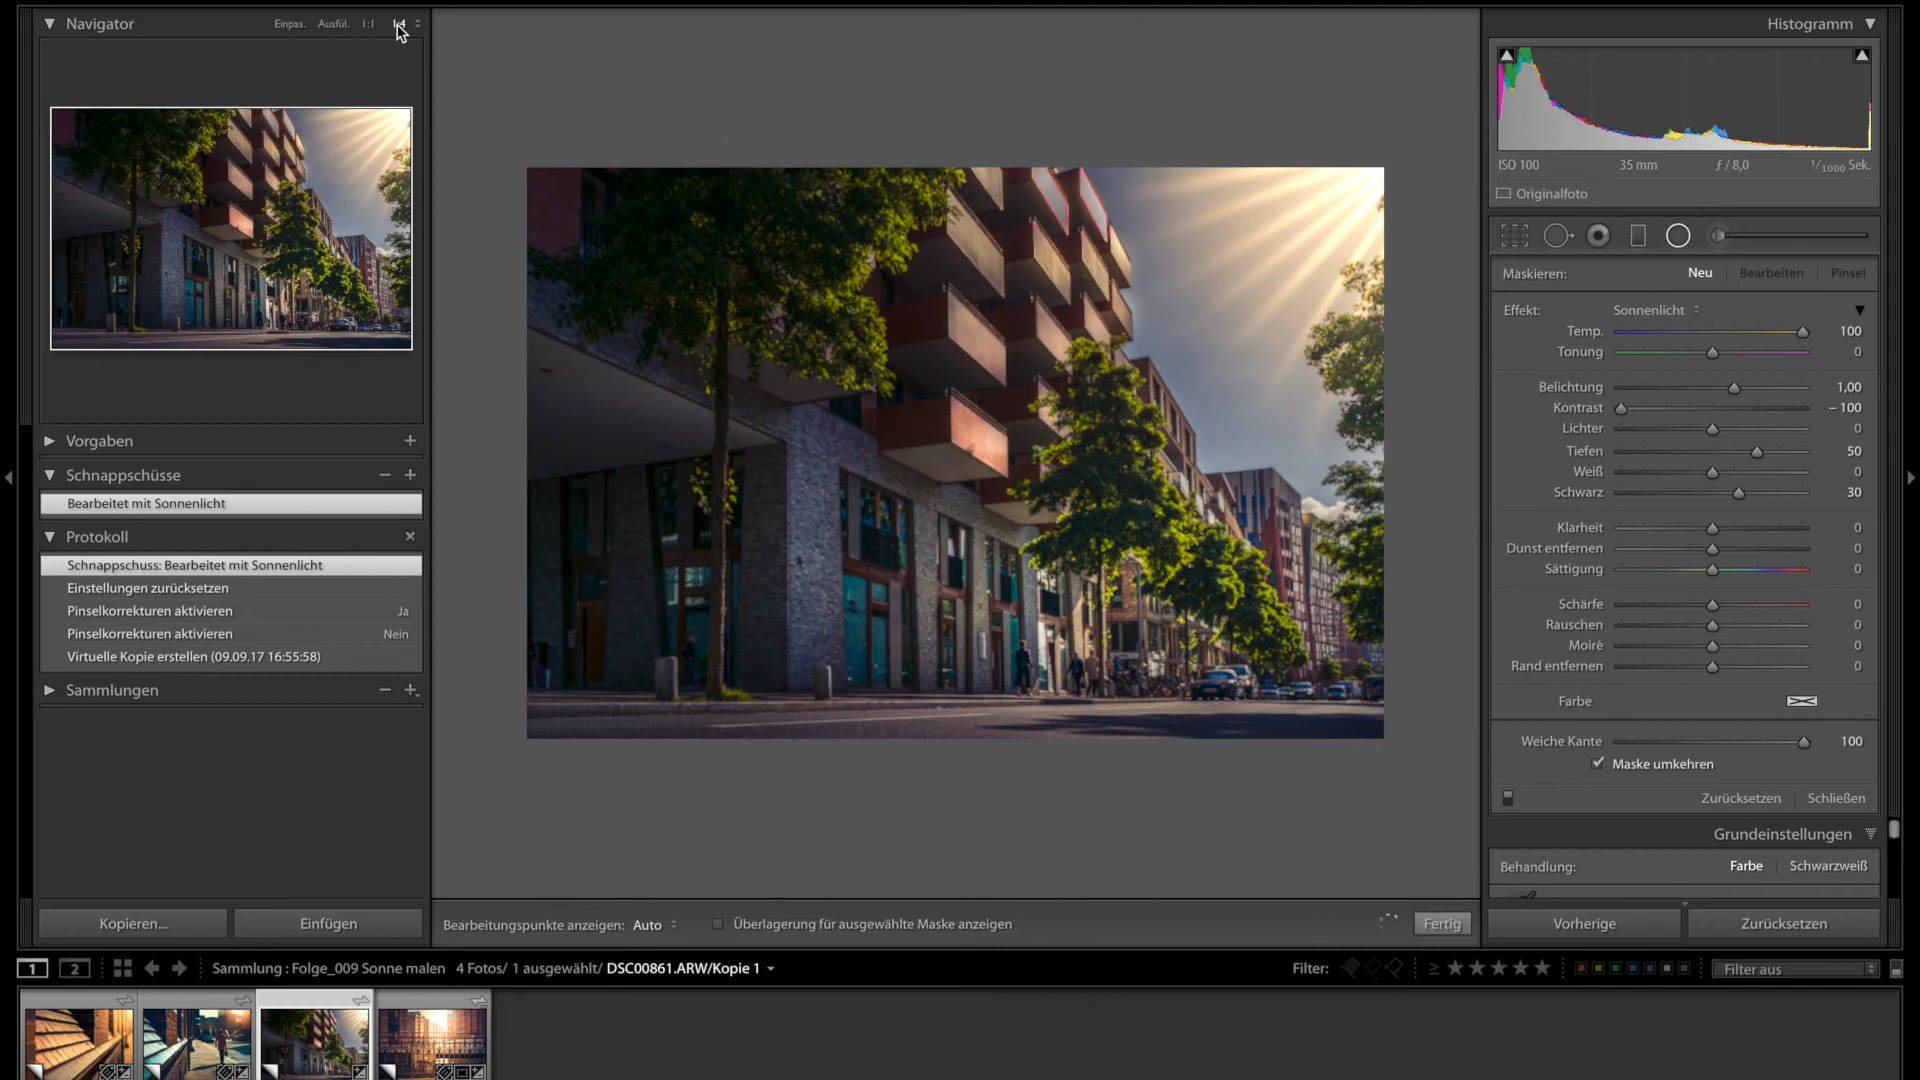 Navigator
Einpas. Ausfül. 1:1
Histogramm
ISO 100 35 mm ƒ / 8,0 1/1000 Sek.
Originalfoto
Maskieren: Neu Bearbeiten Pinsel
Effekt: Sonnenlicht
Temp. 100
Tonung 0
Belichtung 1,00
Kontrast – 100
Lichter 0
Tiefen 50
Weiß 0
Schwarz 30
Klarheit 0
Dunst entfernen 0
Sättigung 0
Schärfe 0
Rauschen 0
Moiré 0
Rand entfernen 0
Farbe
Weiche Kante 100
Maske umkehren
Zurücksetzen Schließen
Grundeinstellungen
Behandlung: Farbe Schwarzweiß
Vorherige Zurücksetzen
Vorgaben
Schnappschüsse
Bearbeitet mit Sonnenlicht
Protokoll
Schnappschuss: Bearbeitet mit Sonnenlicht
Einstellungen zurücksetzen
Pinselkorrekturen aktivieren Ja
Pinselkorrekturen aktivieren Nein
Virtuelle Kopie erstellen (09.09.17 16:55:58)
Sammlungen
Kopieren... Einfügen
Bearbeitungspunkte anzeigen: Auto Überlagerung für ausgewählte Maske anzeigen Fertig
1 2 Sammlung : Folge_009 Sonne malen 4 Fotos/ 1 ausgewählt/ DSC00861.ARW/Kopie 1 Filter: ≥ Filter aus